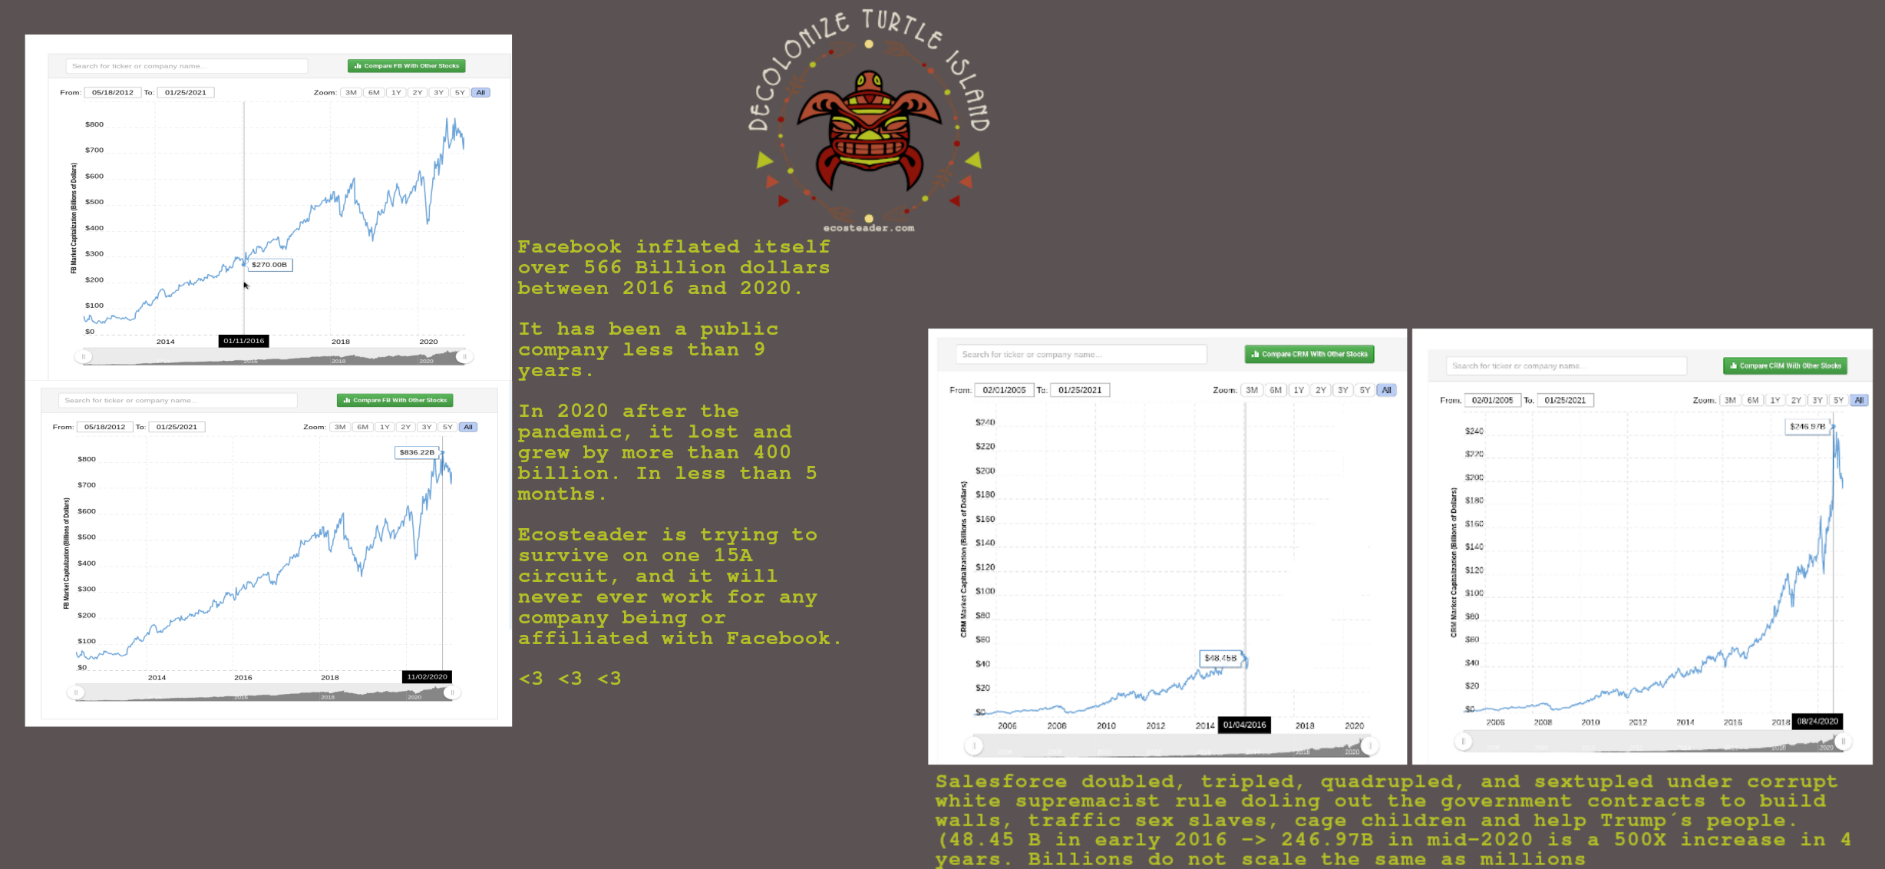 DECOLONIZE TURTLE ISLAND
ecosteader.com
Search for ticker or company name...
Compare FB With Other Stocks
From: 05/18/2012 To: 01/25/2021
Zoom: 3M 6M 1Y 2Y 3Y 5Y All
FB Market Capitalization (Billions of Dollars)
$800
$700
$600
$500
$400
$300
$200
$100
$0
$270.00B
2014 01/11/2016 2018 2020
2018 2020
Search for ticker or company name...
Compare FB With Other Stocks
From: 05/18/2012 To: 01/25/2021
Zoom: 3M 6M 1Y 2Y 3Y 5Y All
FB Market Capitalization (Billions of Dollars)
$836.22B
$800
$700
$600
$500
$400
$300
$200
$100
$0
2014 2016 2018 11/02/2020
2018 2020
Facebook inflated itself
over 566 Billion dollars
between 2016 and 2020.
It has been a public
company less than 9
years.
In 2020 after the
pandemic, it lost and
grew by more than 400
billion. In less than 5
months.
Ecosteader is trying to
survive on one 15A
circuit, and it will
never ever work for any
company being or
affiliated with Facebook.
<3 <3 <3
Search for ticker or company name...
Compare CRM With Other Stocks
From: 02/01/2005 To: 01/25/2021
Zoom: 3M 6M 1Y 2Y 3Y 5Y All
CRM Market Capitalization (Billions of Dollars)
$240
$220
$200
$180
$160
$140
$120
$100
$80
$60
$40
$20
$0
$48.45B
2006 2008 2010 2012 2014 01/04/2016 2018 2020
Search for ticker or company name.
Compare CRM With Other Stocks
From: 02/01/2005 To: 01/25/2021
Zoom: 3M 6M 1Y 2Y 3Y 5Y All
CRM Market Capitalization (Billions of Dollars)
$246.97B
$240
$220
$200
$180
$160
$140
$120
$100
$80
$60
$40
$20
$0
2006 2008 2010 2012 2014 2016 2018 08/24/2020
Salesforce doubled, tripled, quadrupled, and sextupled under corrupt
white supremacist rule doling out the government contracts to build
walls, traffic sex slaves, cage children and help Trump´s people.
(48.45 B in early 2016 -> 246.97B in mid-2020 is a 500X increase in 4
years. Billions do not scale the same as millions